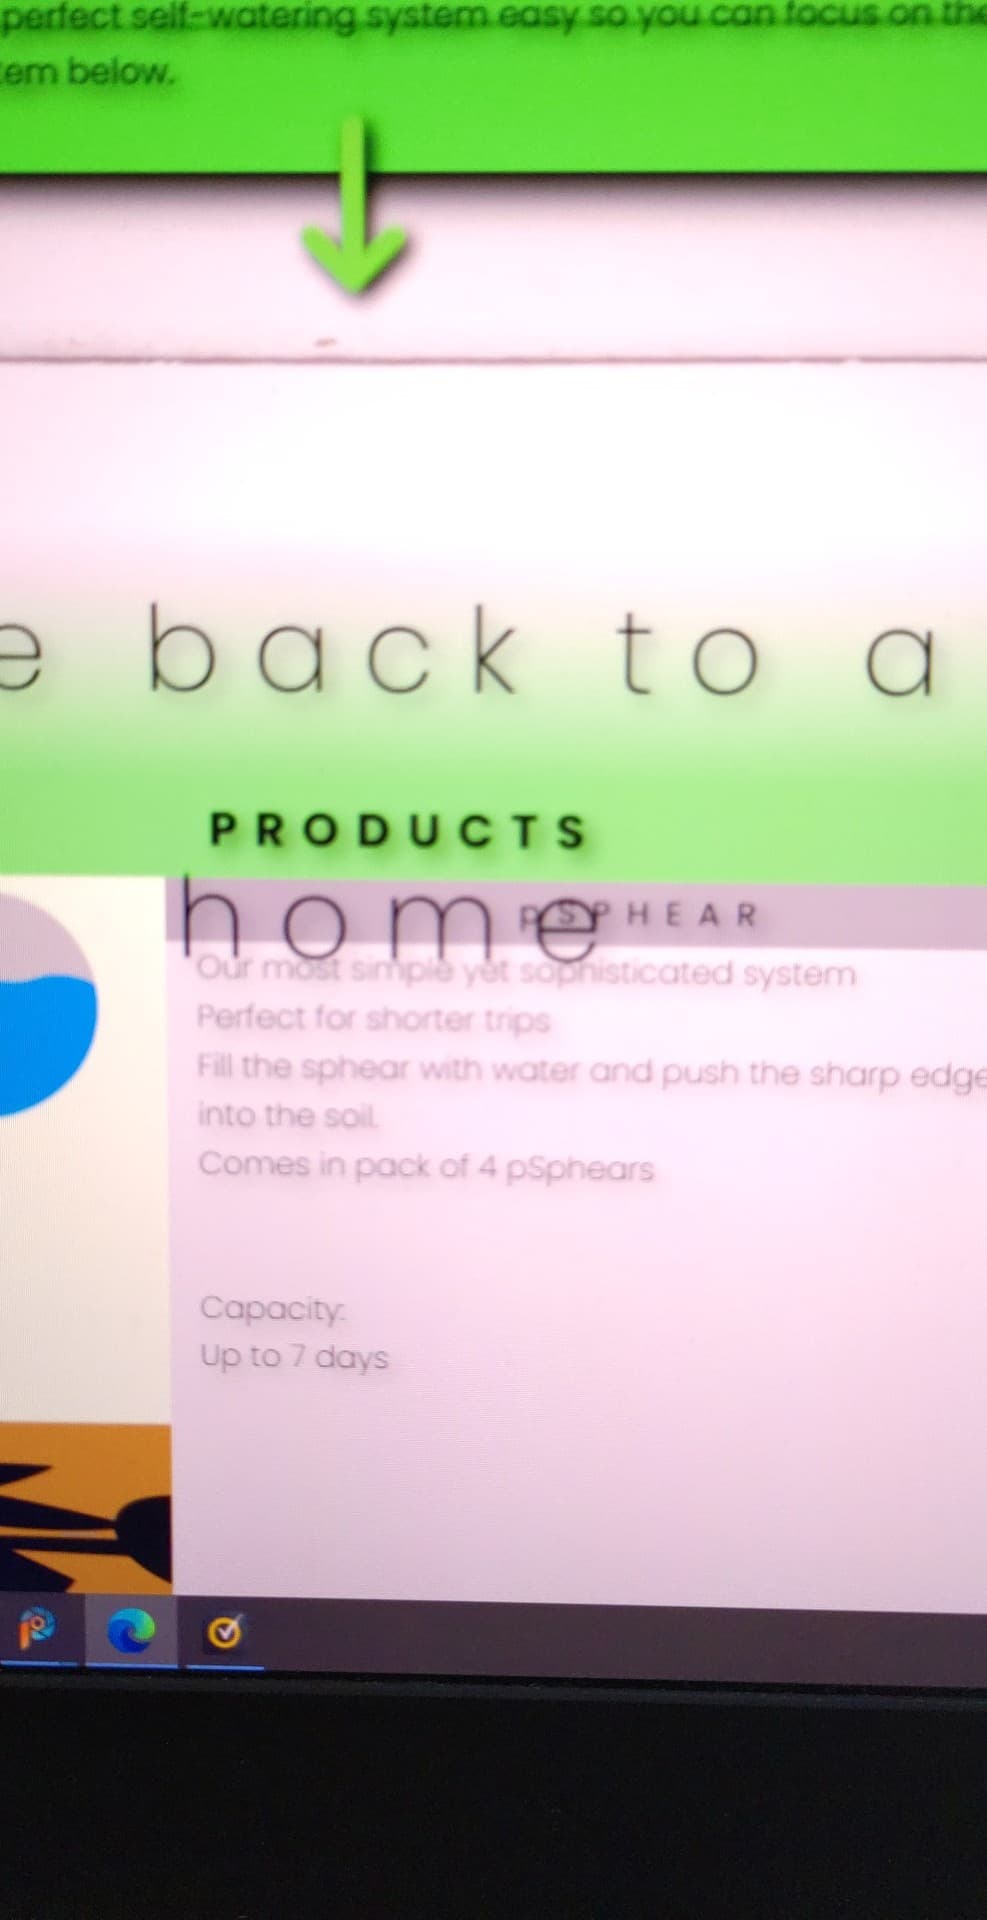 perfect self-watering system easy so you can focus on the
em below.
e back to a
PRODUCTS
home
pSPHEAR
Our most simple yet sophisticated system
Perfect for shorter trips
Fill the sphear with water and push the sharp edge
into the soil.
Comes in pack of 4 pSphears
Capacity:
Up to 7 days